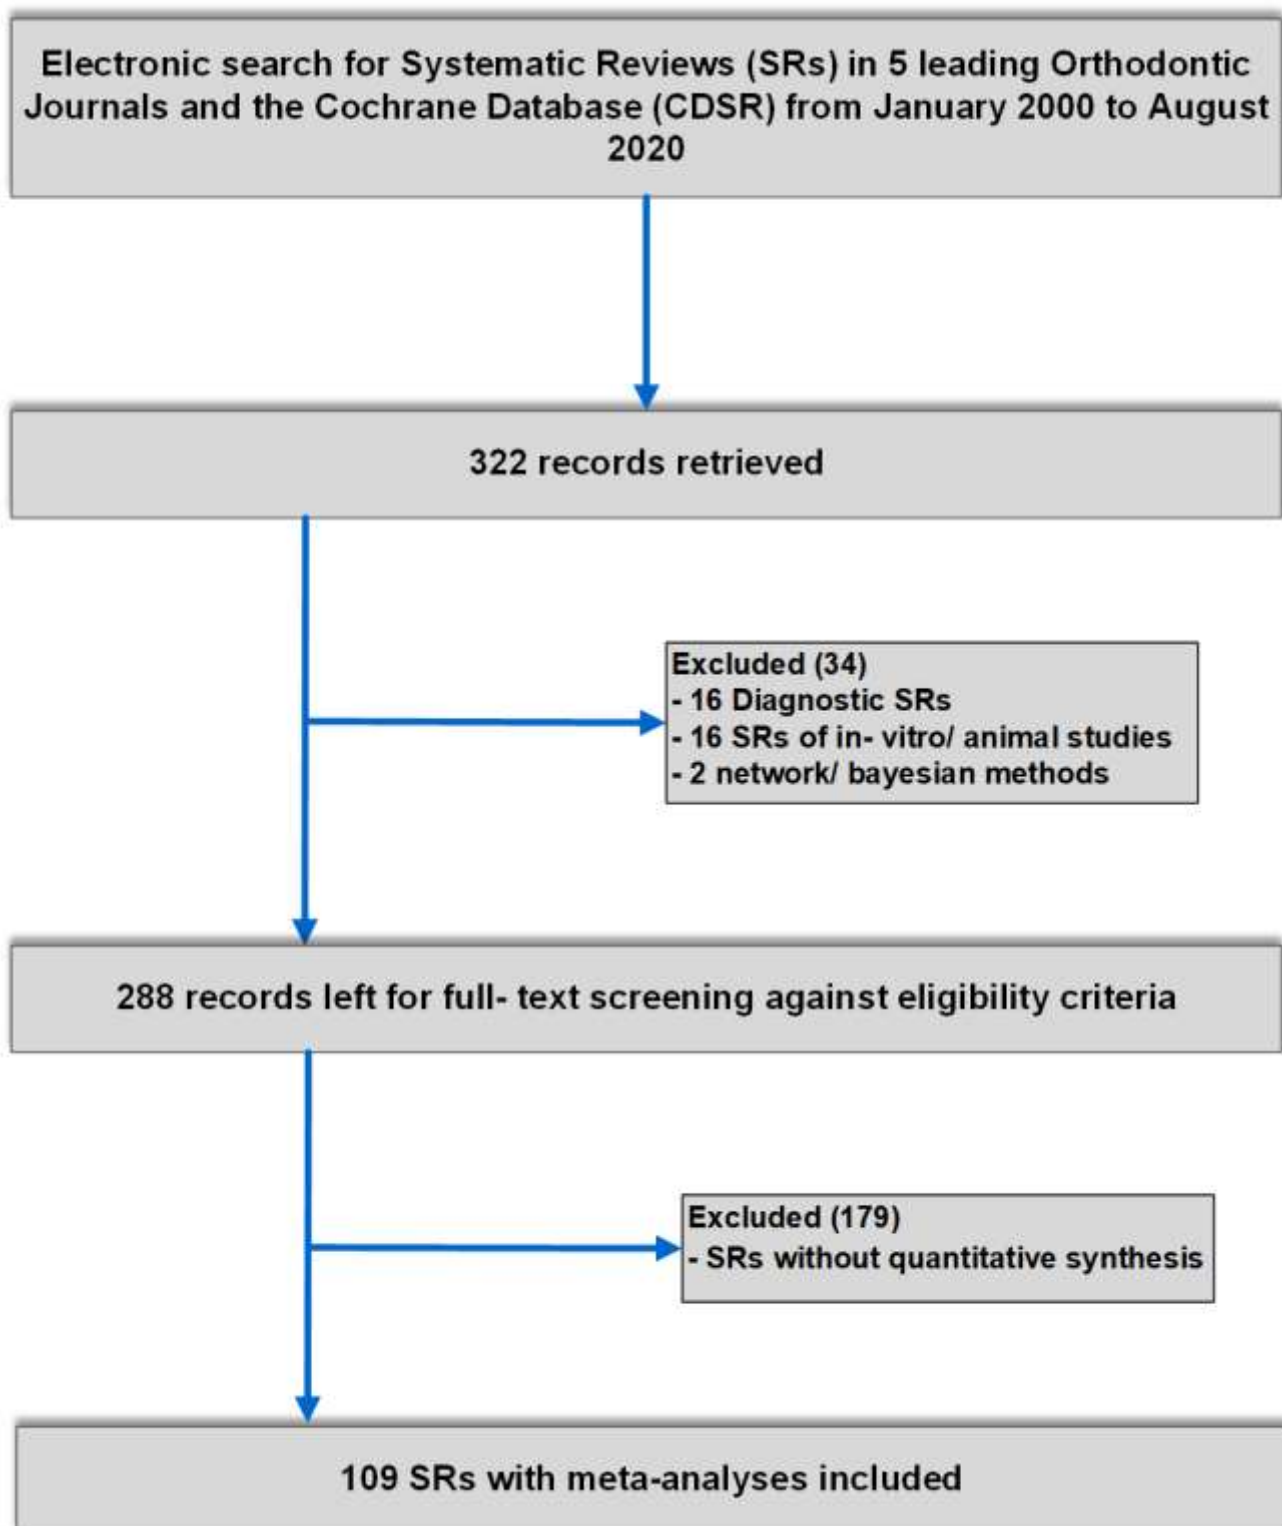 Electronic search for Systematic Reviews (SRs) in 5 leading Orthodontic
Journals and the Cochrane Database (CDSR) from January 2000 to August
2020
322 records retrieved
Excluded (34)
- 16 Diagnostic SRs
- 16 SRs of in- vitro/ animal studies
- 2 network/ bayesian methods
288 records left for full- text screening against eligibility criteria
Excluded (179)
- SRs without quantitative synthesis
109 SRs with meta-analyses included